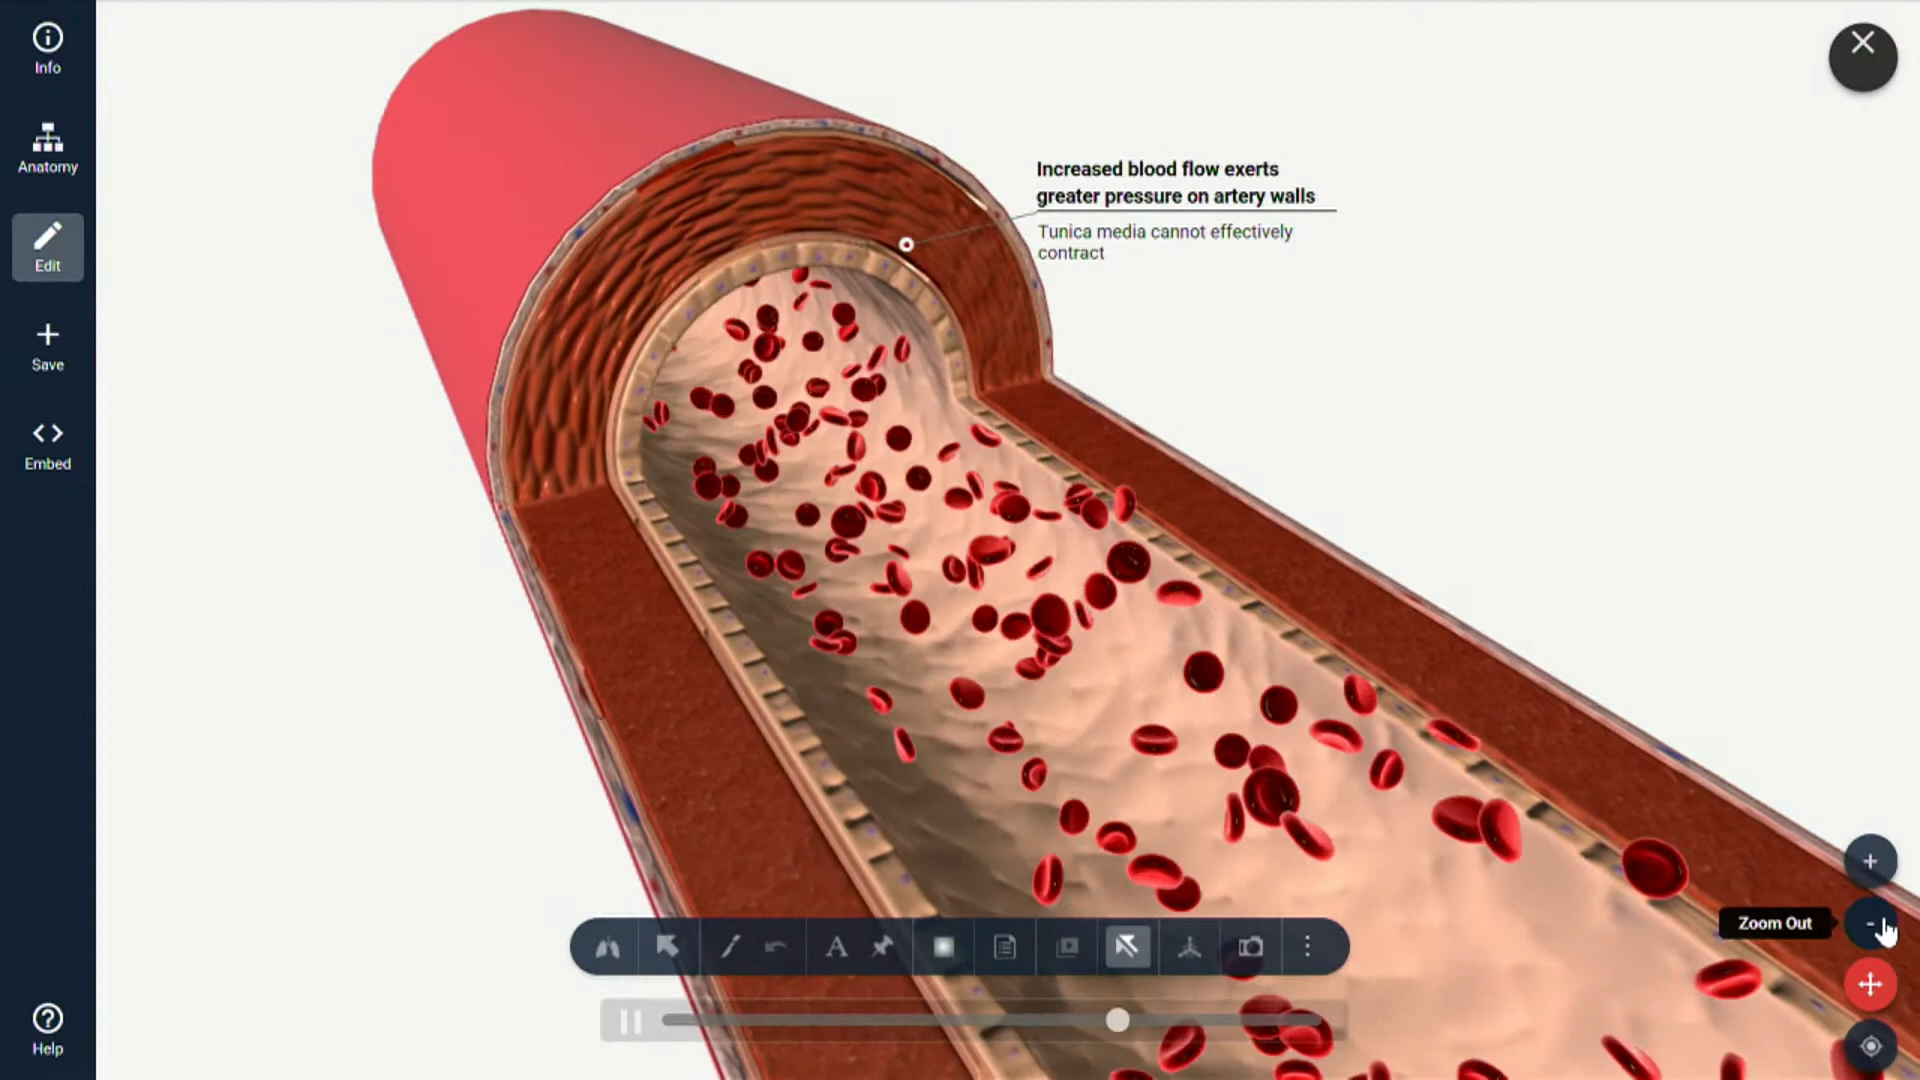 Info
Anatomy
Edit
Save
Embed
Help
Increased blood flow exerts
greater pressure on artery walls
Tunica media cannot effectively
contract
A
Zoom Out